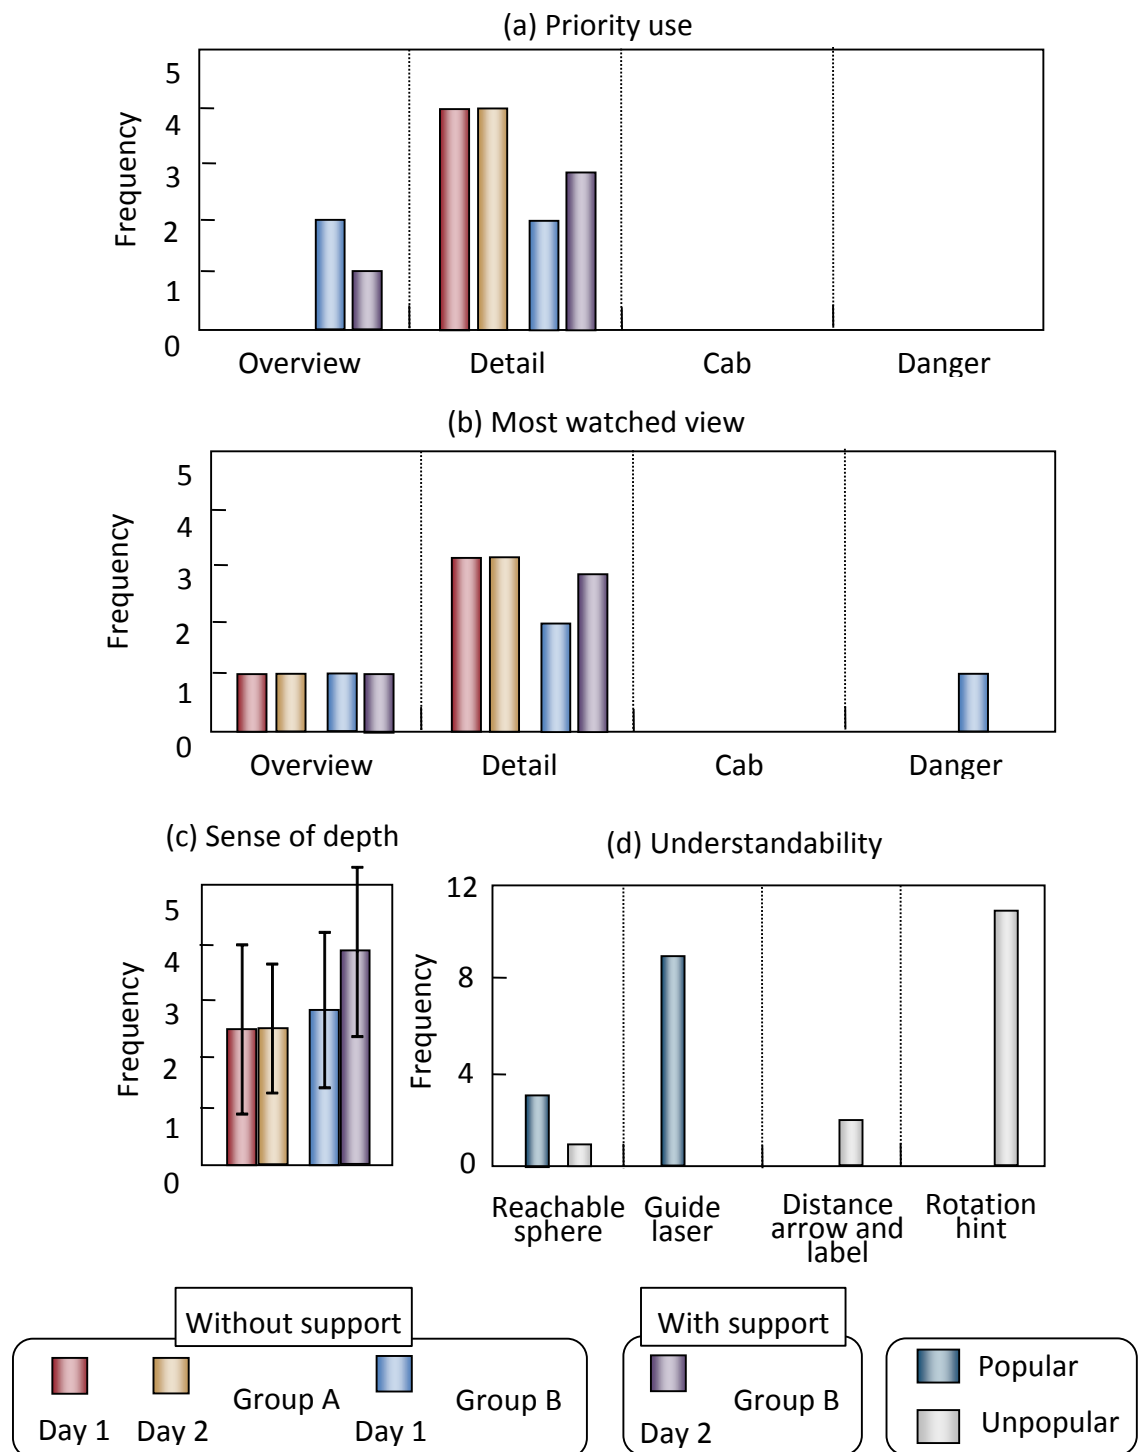 (a) Priority use
Frequency
5
4
3
2
1
0
Overview
Detail
Cab
Danger
(b) Most watched view
Frequency
5
4
3
2
1
0
Overview
Detail
Cab
Danger
(c) Sense of depth
Frequency
5
4
3
2
1
0
(d) Understandability
Frequency
12
8
4
0
Reachable
sphere
Guide
laser
Distance
arrow and
label
Rotation
hint
Without support
Day 1
Day 2
Group A
Day 1
Group B
With support
Day 2
Group B
Popular
Unpopular